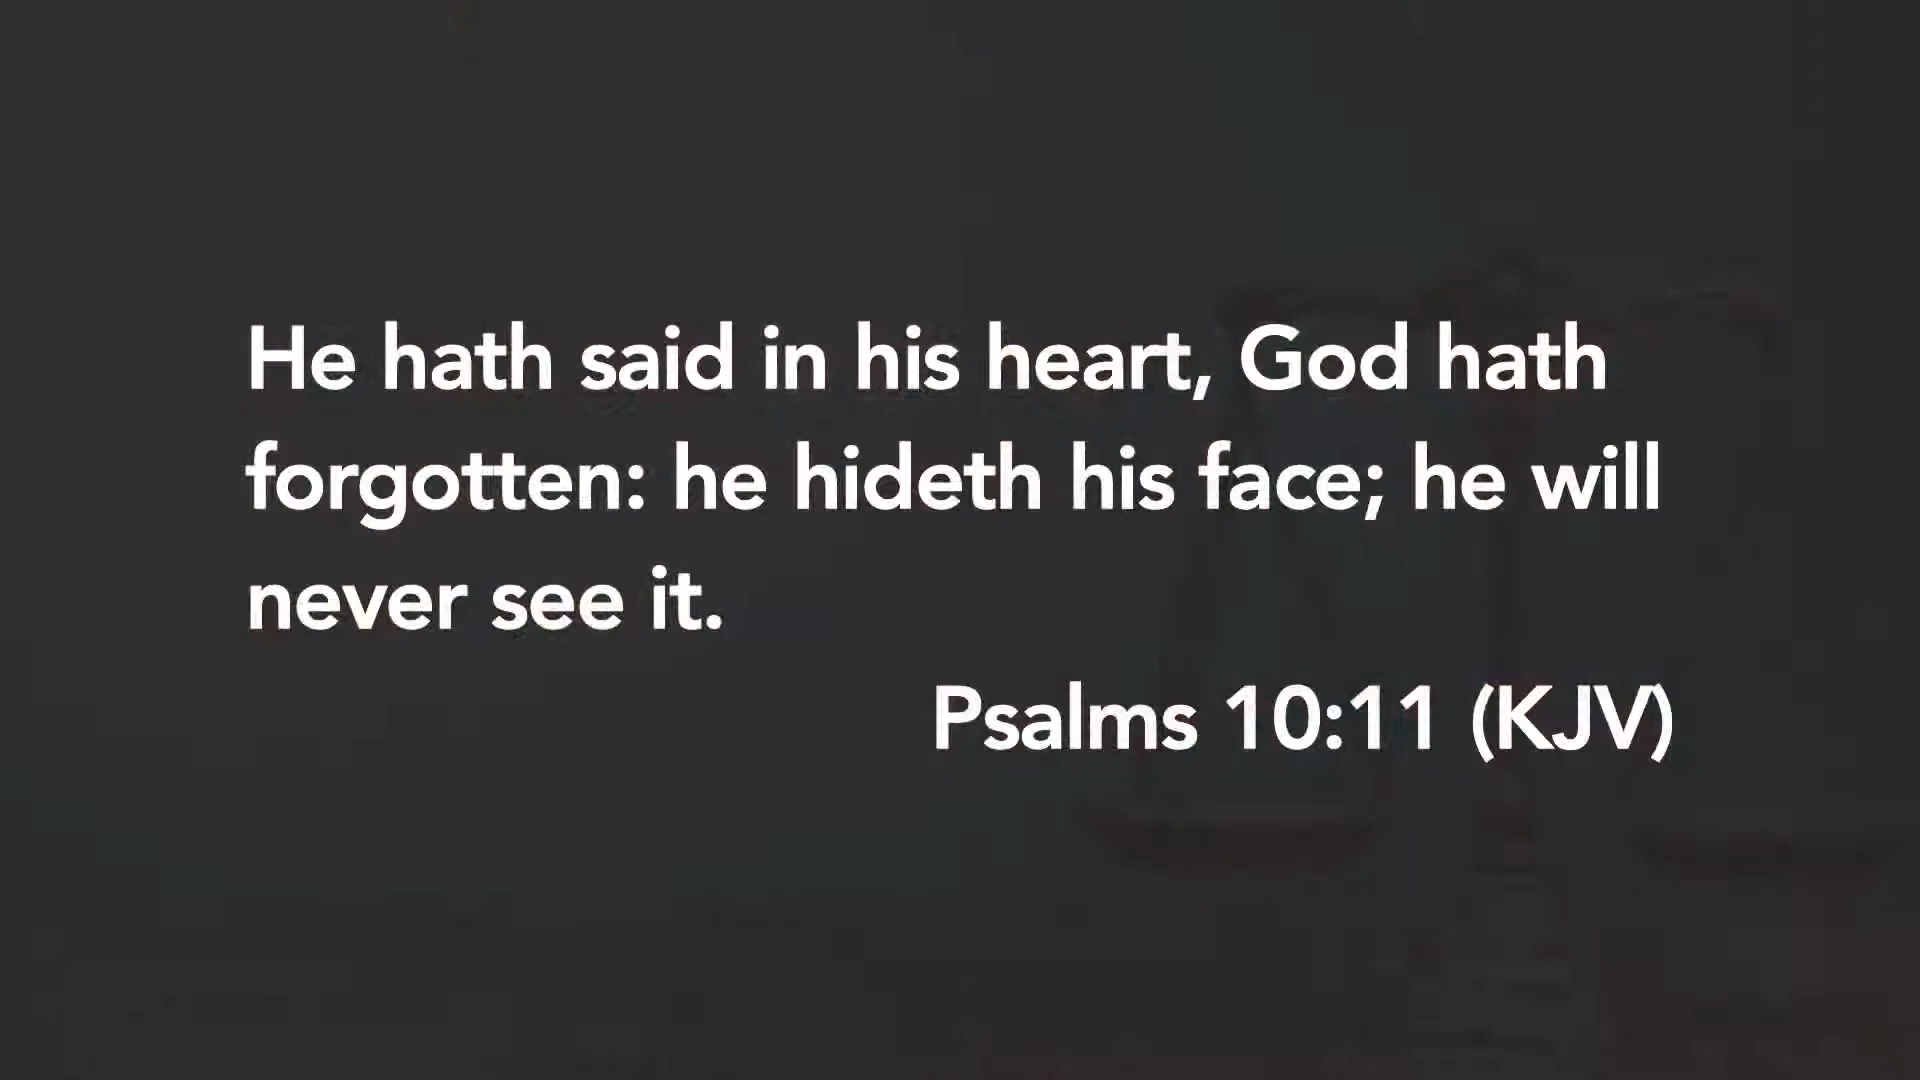 He hath said in his heart, God hath
forgotten: he hideth his face; he will
never see it.
Psalms 10:11 (KJV)